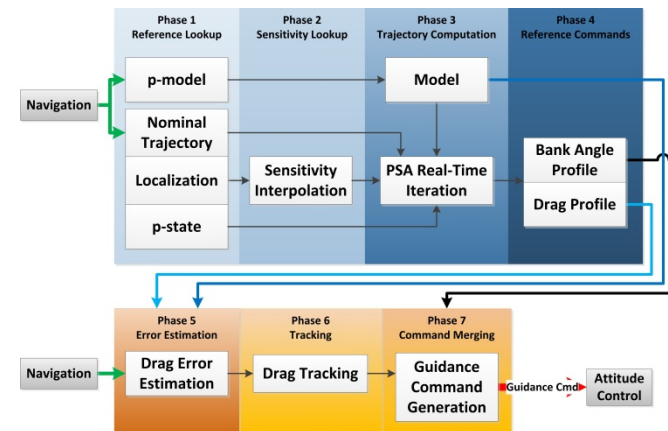 Phase 1
Reference Lookup
Phase 2
Sensitivity Lookup
Phase 3
Trajectory Computation
Phase 4
Reference Commands
Navigation
p-model
Model
Nominal
Trajectory
Localization
p-state
Sensitivity
Interpolation
PSA Real-Time
Iteration
Bank Angle
Profile
Drag Profile
Phase 5
Error Estimation
Phase 6
Tracking
Phase 7
Command Merging
Navigation
Drag Error
Estimation
Drag Tracking
Guidance
Command
Generation
Guidance Cmd
Attitude
Control